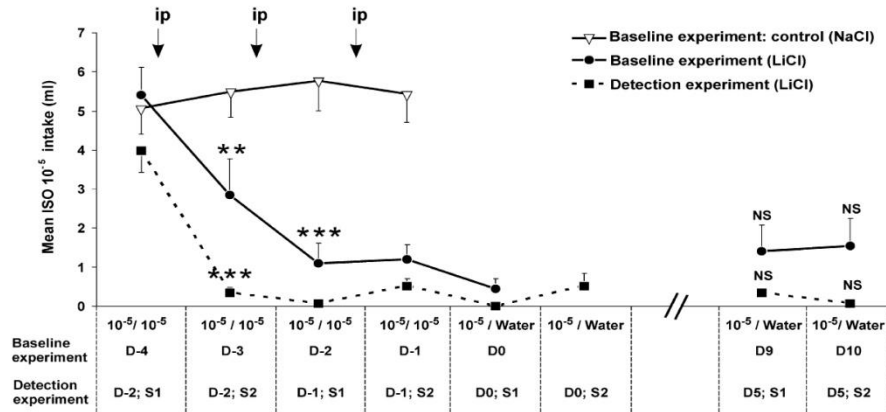 ip ip ip
7
6
5
4
3
2
1
0
Mean ISO 10⁻⁵ intake (ml)
Baseline experiment: control (NaCl)
Baseline experiment (LiCl)
Detection experiment (LiCl)
**
***
***
NS NS
NS NS
10⁻⁵/ 10⁻⁵ 10⁻⁵ / 10⁻⁵ 10⁻⁵ / 10⁻⁵ 10⁻⁵/ 10⁻⁵ 10⁻⁵ / Water 10⁻⁵ / Water 10⁻⁵ / Water 10⁻⁵/ Water
Baseline
experiment
D-4 D-3 D-2 D-1 D0 D9 D10
Detection
experiment
D-2; S1 D-2; S2 D-1; S1 D-1; S2 D0; S1 D0; S2 D5; S1 D5; S2